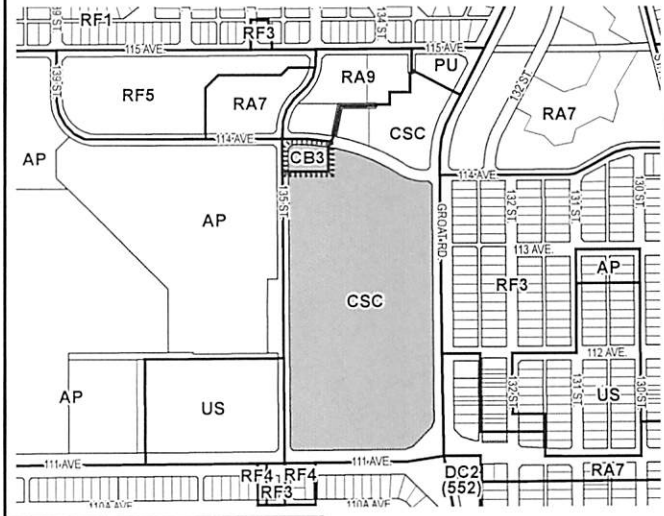 RF1
RF3
139 ST.
134 ST.
115 AVE.
115 AVE.
PU
132 ST.
139 ST.
RF5
RA7
RA9
RA7
CSC
114 AVE.
114 AVE.
AP
CB3
135 ST.
AP
GROAT RD.
132 ST.
131 ST.
130 ST.
113 AVE.
AP
RF3
CSC
112 AVE.
AP
US
132 ST.
131 ST.
US
130 ST.
111 AVE.
111 AVE.
RF4
RF4
RF3
DC2
(552)
RA7
110A AVE.
110A AVE.